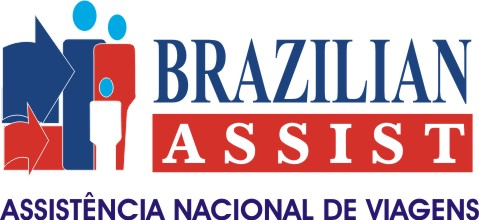 BRAZILIAN
ASSIST
ASSISTÊNCIA NACIONAL DE VIAGENS